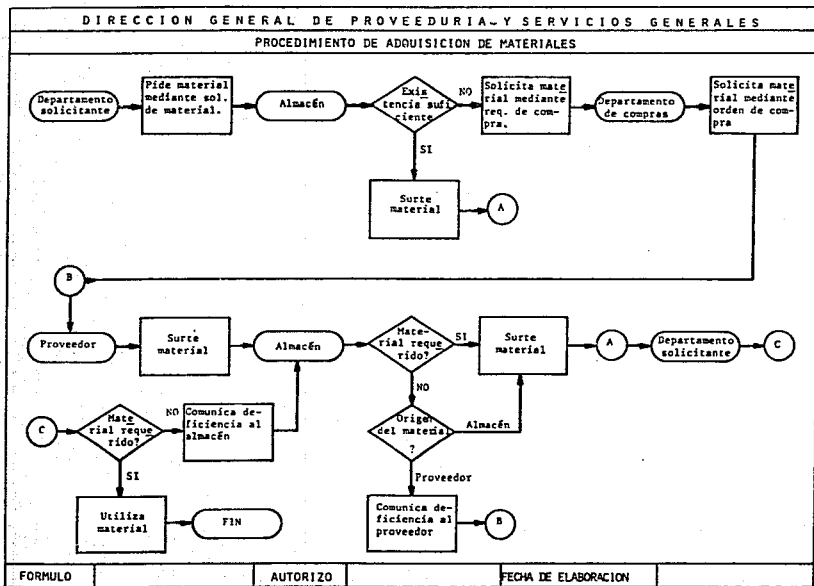 DIRECCION GENERAL DE PROVEEDURIA Y SERVICIOS GENERALES
PROCEDIMIENTO DE ADQUISICION DE MATERIALES
Departamento
solicitante
Pide material
mediante sol.
de material.
Almacén
Exis
tencia sufi
ciente
NO
Solicita mate
rial mediante
req. de com-
pra.
Departamento
de compras
Solicita mate
rial mediante
orden de com-
pra
SI
Surte
material
A
B
Proveedor
Surte
material
Almacén
Mate-
rial reque
rido?
SI
Surte
material
A
Departamento
solicitante
C
NO
C
Mate
rial reque
rido?
NO
Comunica de-
ficiencia al
almacén
Origen
del material
?
Almacén
SI
Proveedor
Utiliza
material
FIN
Comunica de-
ficiencia al
proveedor
B
FORMULO
AUTORIZO
FECHA DE ELABORACION